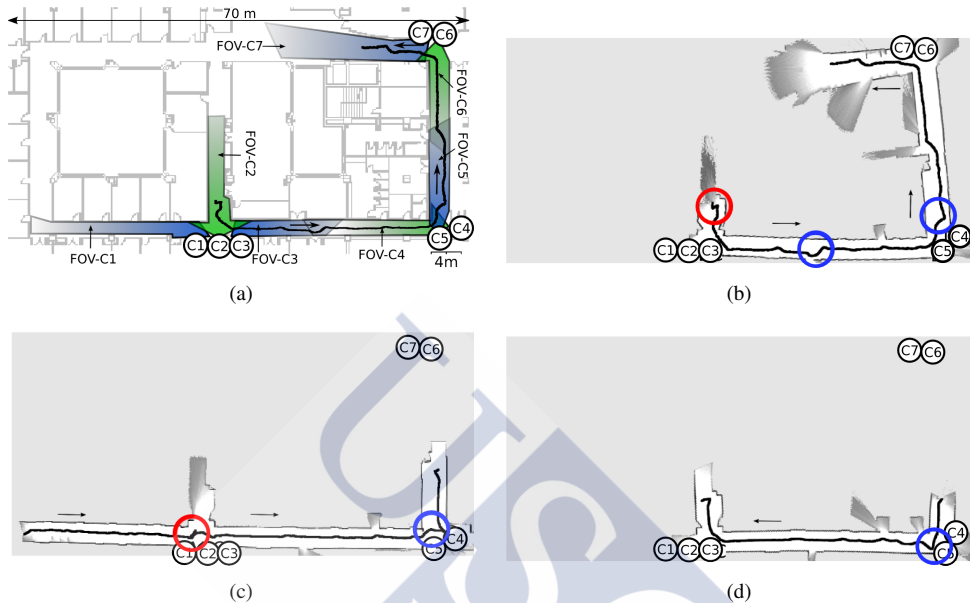 70 m
C7 C6
FOV-C7
FOV-C6
FOV-C2
FOV-C5
C4
C1 C2 C3
C5
FOV-C1
FOV-C3
FOV-C4
4m
(a)
C7 C6
C4
C1 C2 C3
C5
(b)
C7 C6
C4
C1 C2 C3
C5
(c)
C7 C6
C4
C1 C2 C3
C5
(d)
USC